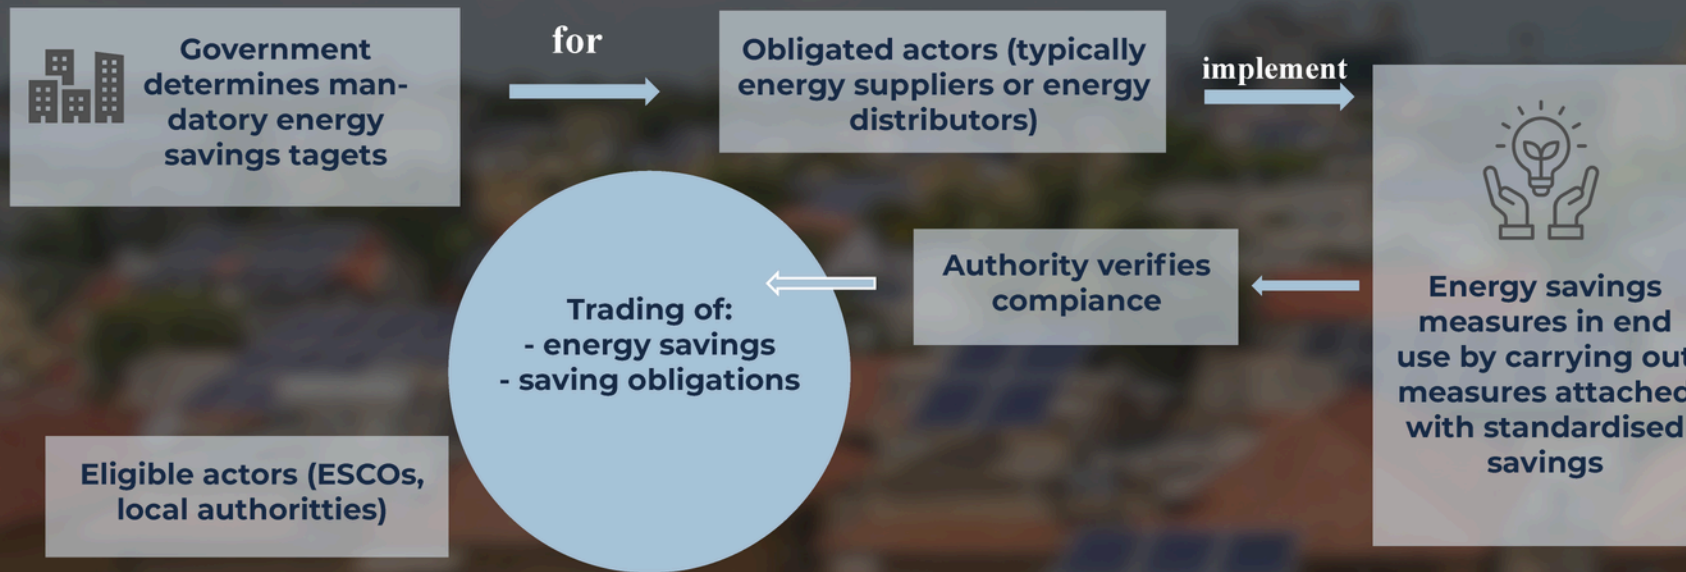 Government
determines man-
datory energy
savings tagets
for
Obligated actors (typically
energy suppliers or energy
distributors)
implement
Energy savings
measures in end
use by carrying out
measures attached
with standardised
savings
Authority verifies
compiance
Trading of:
- energy savings
- saving obligations
Eligible actors (ESCOs,
local authoritties)